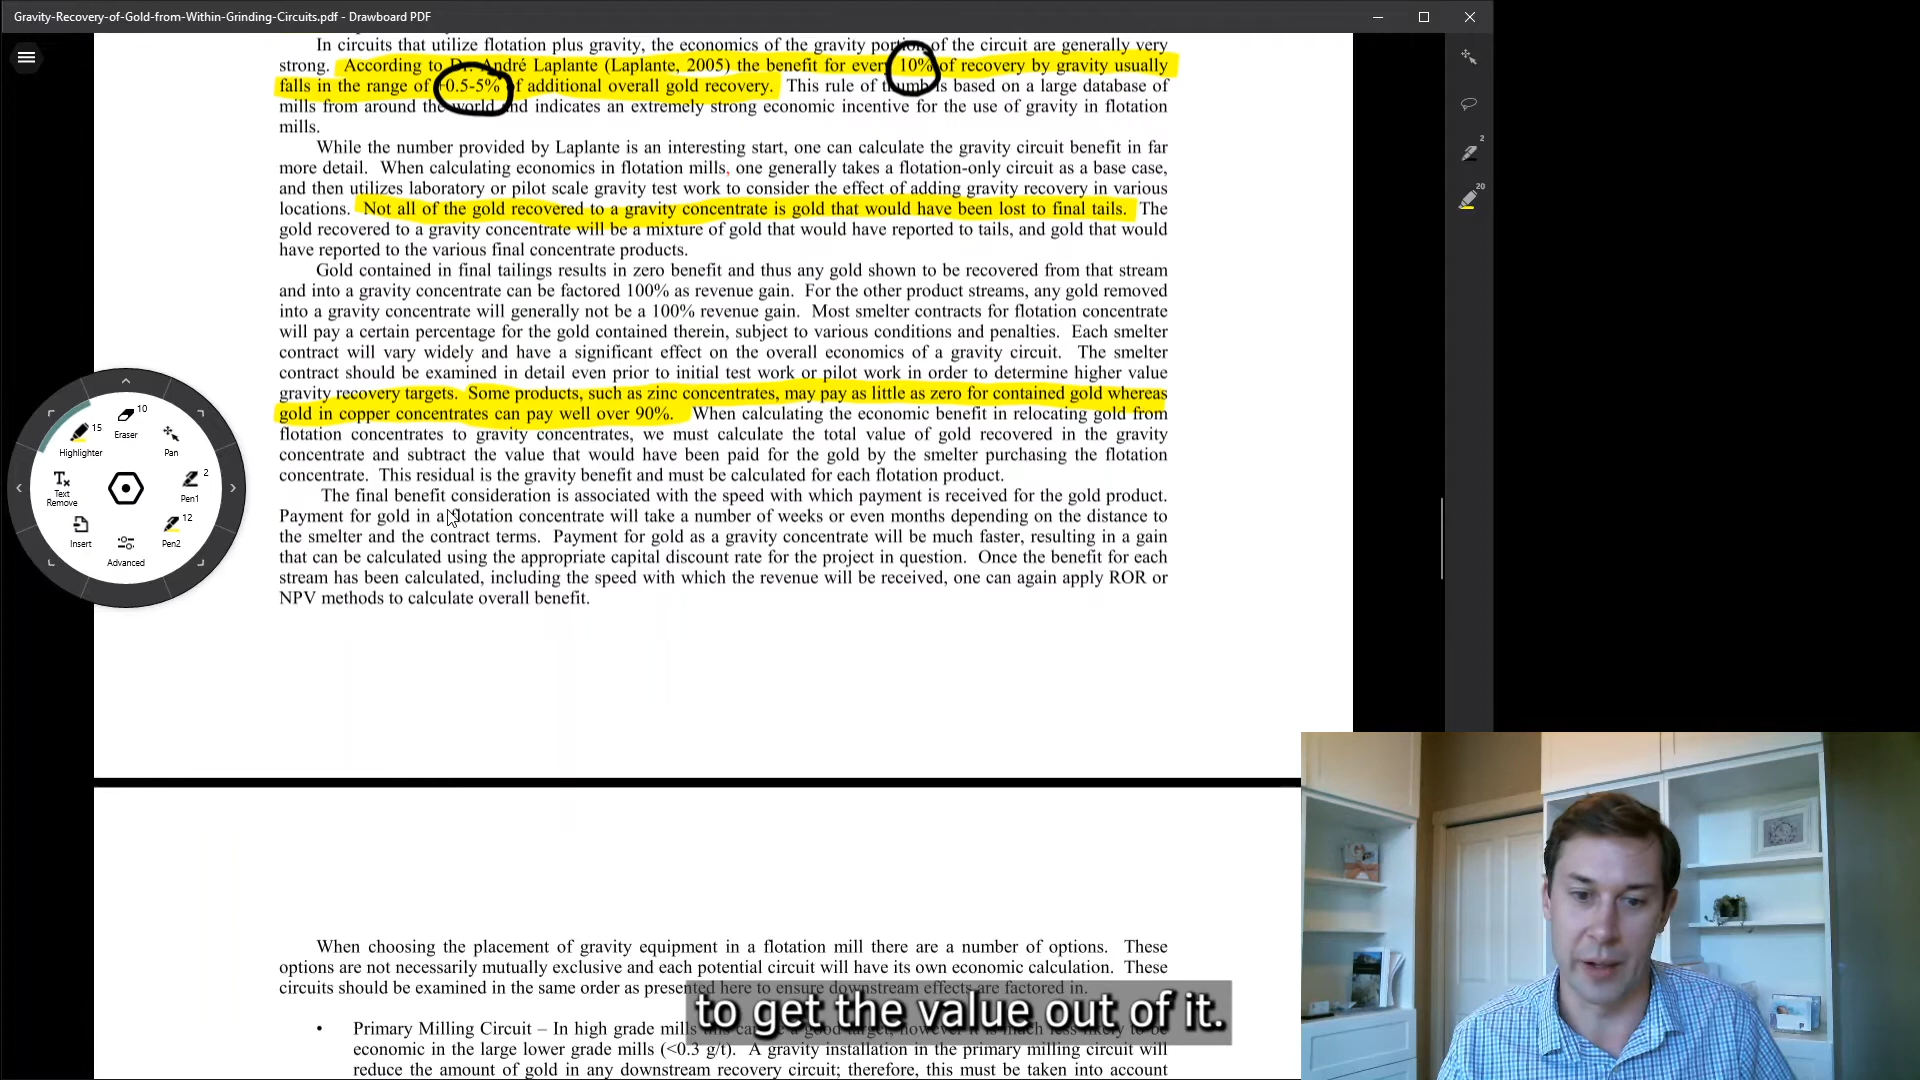 Gravity-Recovery-of-Gold-from-Within-Grinding-Circuits.pdf - Drawboard PDF
In circuits that utilize flotation plus gravity, the economics of the gravity portion of the circuit are generally very
strong. According to Dr. André Laplante (Laplante, 2005) the benefit for every 10% of recovery by gravity usually
falls in the range of +0.5-5% of additional overall gold recovery. This rule of thumb is based on a large database of
mills from around the world and indicates an extremely strong economic incentive for the use of gravity in flotation
mills.
While the number provided by Laplante is an interesting start, one can calculate the gravity circuit benefit in far
more detail. When calculating economics in flotation mills, one generally takes a flotation-only circuit as a base case,
and then utilizes laboratory or pilot scale gravity test work to consider the effect of adding gravity recovery in various
locations. Not all of the gold recovered to a gravity concentrate is gold that would have been lost to final tails. The
gold recovered to a gravity concentrate will be a mixture of gold that would have reported to tails, and gold that would
have reported to the various final concentrate products.
Gold contained in final tailings results in zero benefit and thus any gold shown to be recovered from that stream
and into a gravity concentrate can be factored 100% as revenue gain. For the other product streams, any gold removed
into a gravity concentrate will generally not be a 100% revenue gain. Most smelter contracts for flotation concentrate
will pay a certain percentage for the gold contained therein, subject to various conditions and penalties. Each smelter
contract will vary widely and have a significant effect on the overall economics of a gravity circuit. The smelter
contract should be examined in detail even prior to initial test work or pilot work in order to determine higher value
gravity recovery targets. Some products, such as zinc concentrates, may pay as little as zero for contained gold whereas
gold in copper concentrates can pay well over 90%. When calculating the economic benefit in relocating gold from
flotation concentrates to gravity concentrates, we must calculate the total value of gold recovered in the gravity
concentrate and subtract the value that would have been paid for the gold by the smelter purchasing the flotation
concentrate. This residual is the gravity benefit and must be calculated for each flotation product.
The final benefit consideration is associated with the speed with which payment is received for the gold product.
Payment for gold in a flotation concentrate will take a number of weeks or even months depending on the distance to
the smelter and the contract terms. Payment for gold as a gravity concentrate will be much faster, resulting in a gain
that can be calculated using the appropriate capital discount rate for the project in question. Once the benefit for each
stream has been calculated, including the speed with which the revenue will be received, one can again apply ROR or
NPV methods to calculate overall benefit.
10
Eraser
15
Highlighter
Pan
Tx
Text
Remove
2
Pen1
Insert
12
Pen2
Advanced
2
20
When choosing the placement of gravity equipment in a flotation mill there are a number of options. These
options are not necessarily mutually exclusive and each potential circuit will have its own economic calculation. These
circuits should be examined in the same order as presented here to ensure downstream effects are factored in.
to get the value out of it.
• Primary Milling Circuit – In high grade mills
economic in the large lower grade mills (<0.3 g/t). A gravity installation in the primary milling circuit will
reduce the amount of gold in any downstream recovery circuit; therefore, this must be taken into account